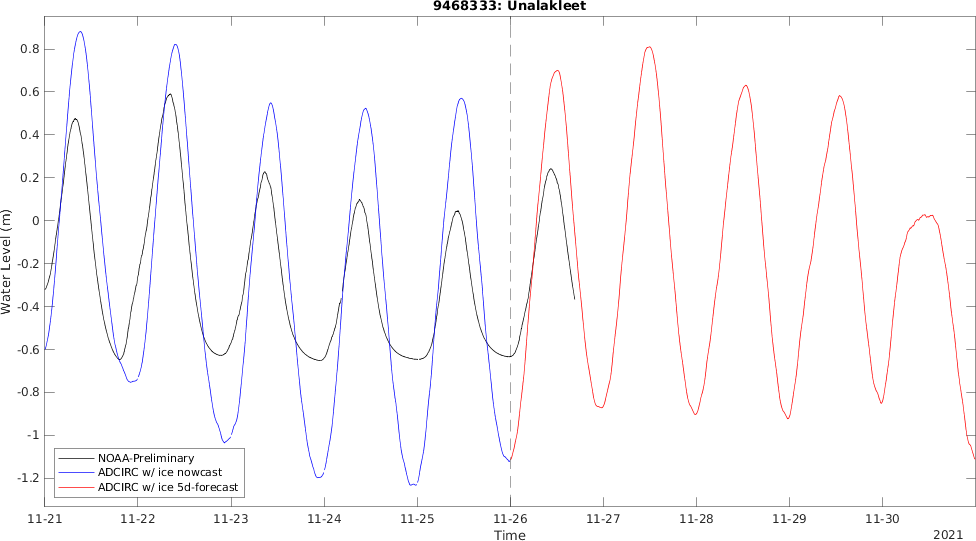 9468333: Unalakleet
0.8
0.6
0.4
0.2
0
-0.2
-0.4
-0.6
-0.8
-1
-1.2
Water Level (m)
NOAA-Preliminary
ADCIRC w/ ice nowcast
ADCIRC w/ ice 5d-forecast
11-21 11-22 11-23 11-24 11-25 11-26 11-27 11-28 11-29 11-30
Time
2021